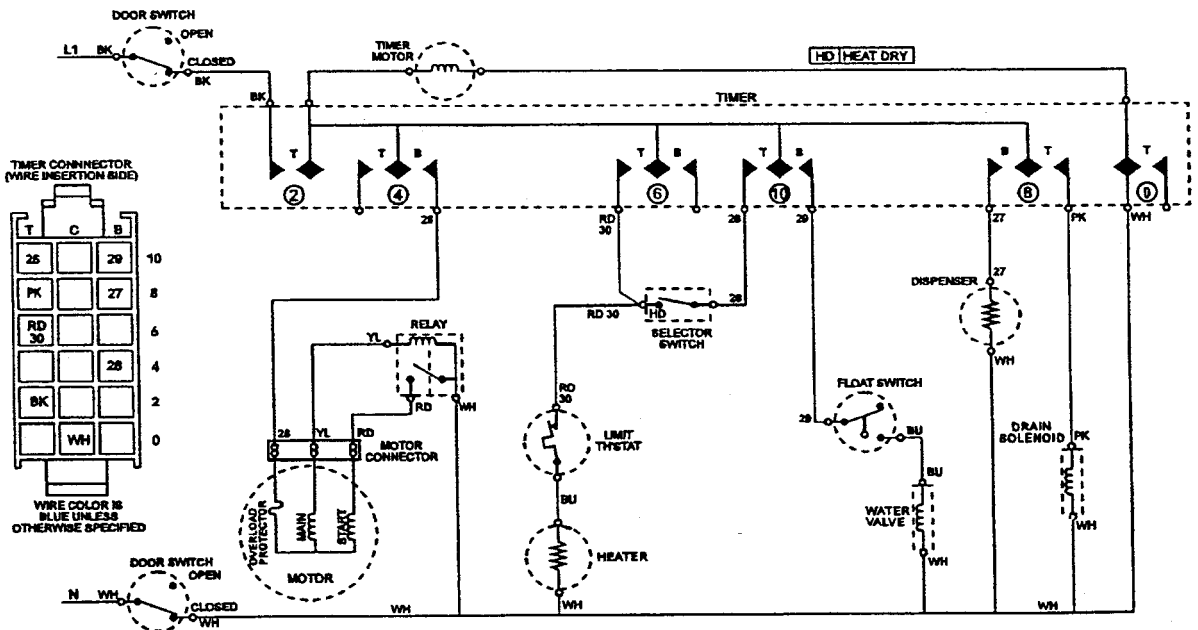 DOOR SWITCH
OPEN
L1 BK
CLOSED
BK
TIMER
MOTOR
HD HEAT DRY
BK
TIMER
T
T B
T B
T B
B T
T
2
4
6
10
8
0
28
RD
30
28
29
27
PK
WH
TIMER CONNNECTOR
(WIRE INSERTION SIDE)
T C B
29 10
PK 27 8
RD
30
6
28 4
BK 2
WH 0
WIRE COLOR IS
BLUE UNLESS
OTHERWISE SPECIFIED
RELAY
YL
RD WH
28 YL RD
MOTOR
CONNECTOR
OVERLOAD
PROTECTOR
MAIN
START
MOTOR
RD 30
HD
28
SELECTOR
SWITCH
RD
30
LIMIT
TH'STAT
BU
HEATER
WH
27
DISPENSER
WH
FLOAT SWITCH
29
BU
BU
WATER
VALVE
WH
DRAIN
SOLENOID
PK
WH
DOOR SWITCH
OPEN
N WH
CLOSED
WH
WH
WH